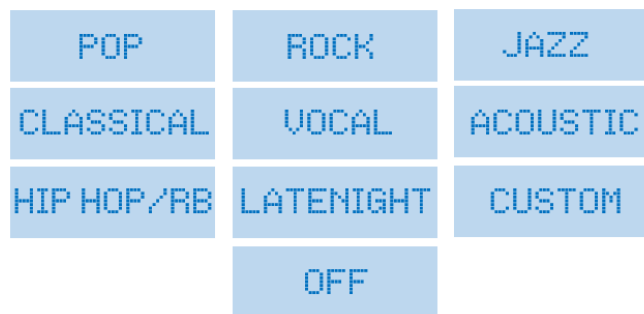 POP
ROCK
JAZZ
CLASSICAL
VOCAL
ACOUSTIC
HIP HOP/RB
LATENIGHT
CUSTOM
OFF